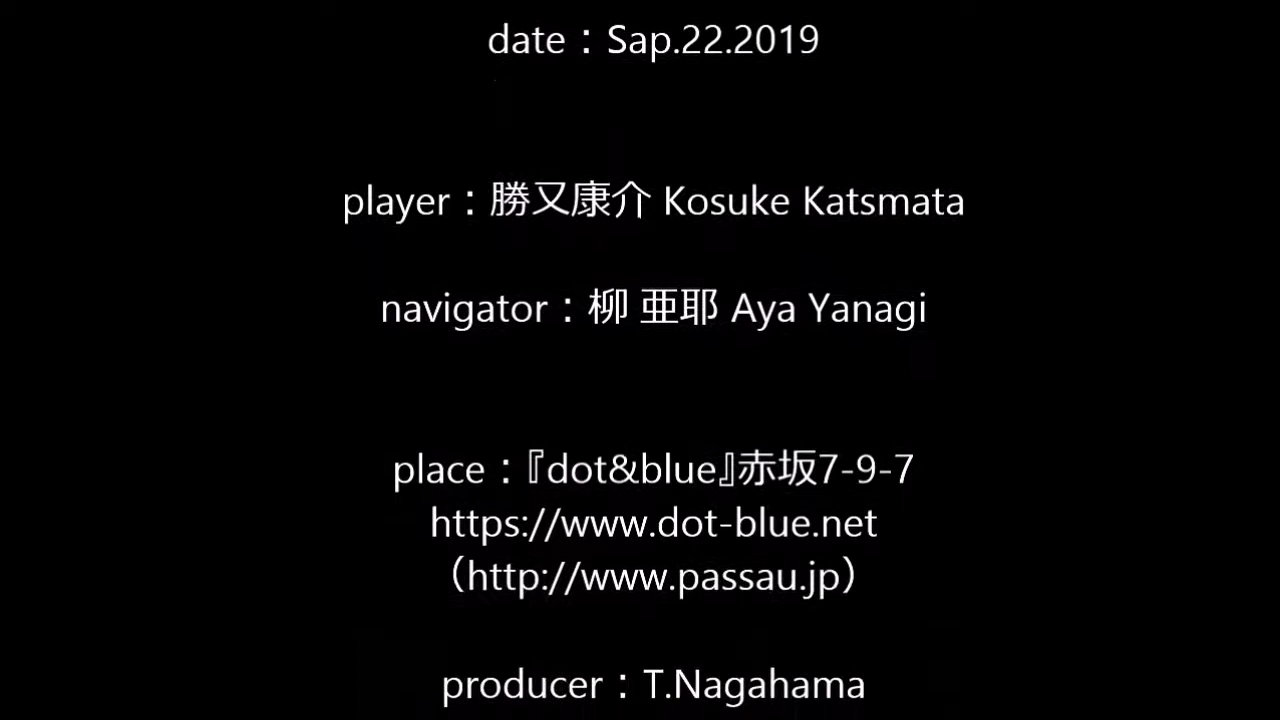 date：Sap.22.2019
player：勝又康介 Kosuke Katsmata
navigator：柳 亜耶 Aya Yanagi
place：『dot&blue』赤坂7-9-7
https://www.dot-blue.net
（http://www.passau.jp）
producer：T.Nagahama